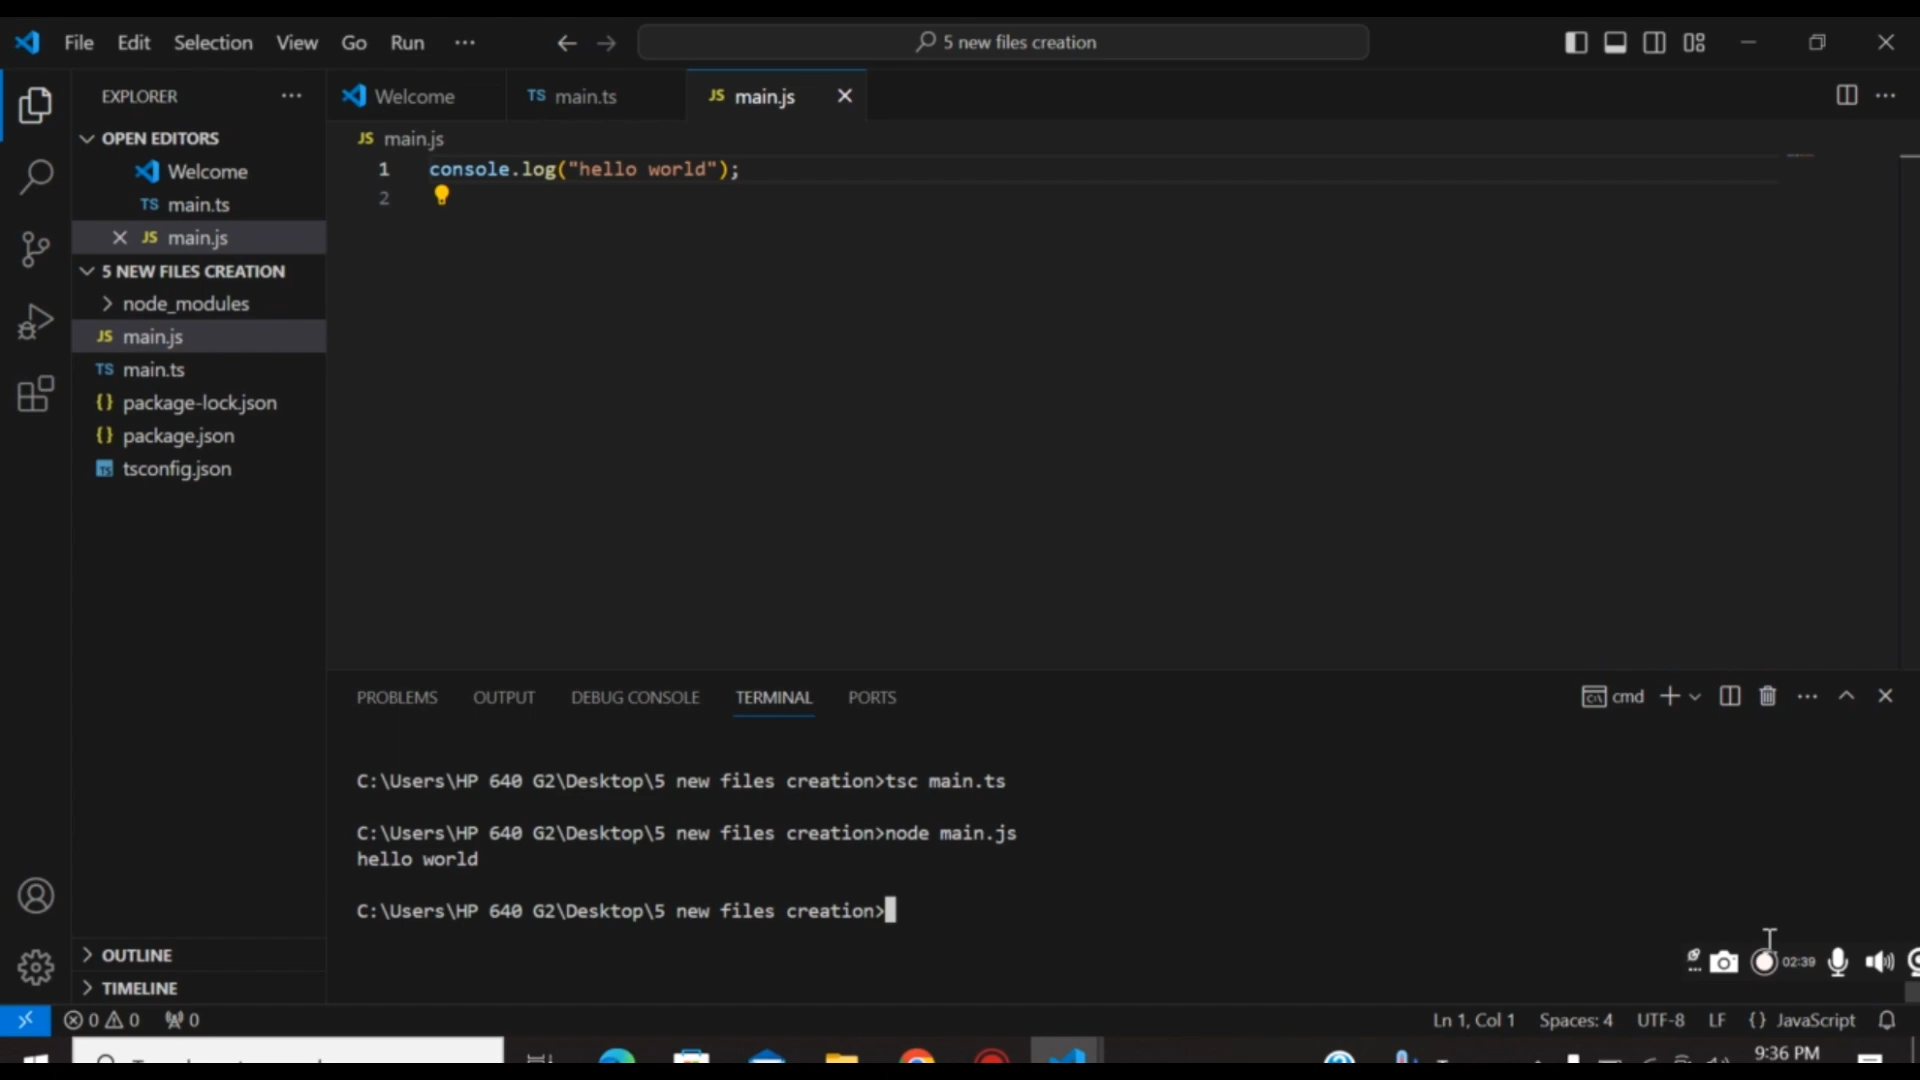 File Edit Selection View Go Run ... 5 new files creation
EXPLORER ... Welcome TS main.ts JS main.js
OPEN EDITORS
JS main.js
Welcome
TS main.ts
JS main.js
1 console.log("hello world");
2
5 NEW FILES CREATION
node_modules
JS main.js
TS main.ts
{} package-lock.json
{} package.json
TS tsconfig.json
PROBLEMS OUTPUT DEBUG CONSOLE TERMINAL PORTS cmd
C:\Users\HP 640 G2\Desktop\5 new files creation>tsc main.ts
C:\Users\HP 640 G2\Desktop\5 new files creation>node main.js
hello world
C:\Users\HP 640 G2\Desktop\5 new files creation>
OUTLINE
TIMELINE
02:39
0 0 0 Ln 1, Col 1 Spaces: 4 UTF-8 LF {} JavaScript
9:36 PM